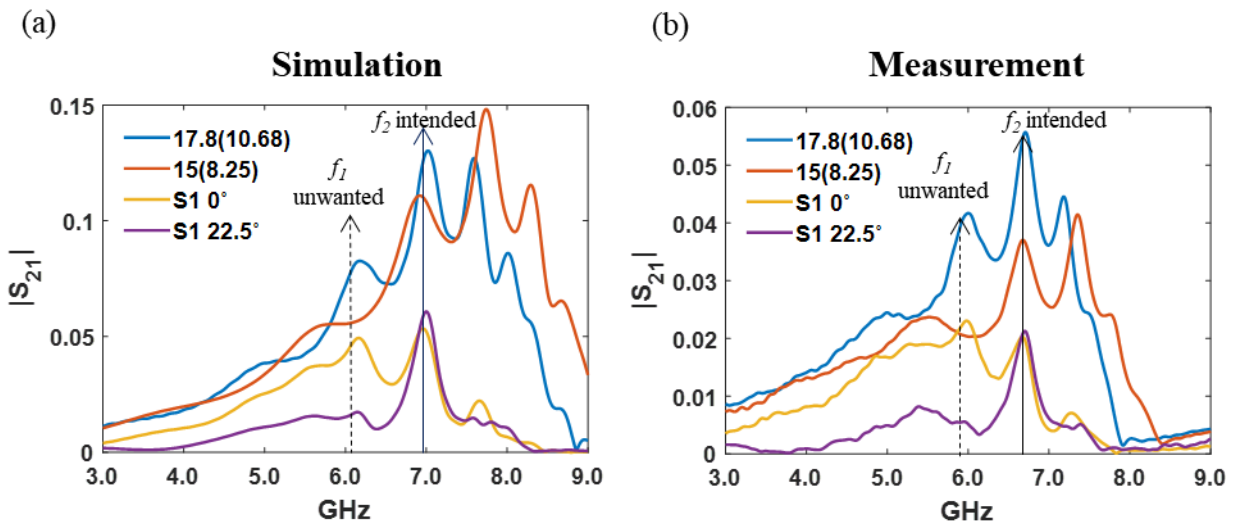 (a)
Simulation
0.15
0.1
0.05
0
|S21|
17.8(10.68)
15(8.25)
S1 0°
S1 22.5°
f1
unwanted
f2 intended
3.0 4.0 5.0 6.0 7.0 8.0 9.0
GHz
(b)
Measurement
0.06
0.05
0.04
0.03
0.02
0.01
0
|S21|
17.8(10.68)
15(8.25)
S1 0°
S1 22.5°
f1
unwanted
f2 intended
3.0 4.0 5.0 6.0 7.0 8.0 9.0
GHz